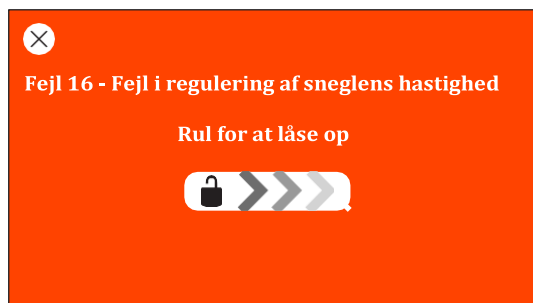 Fejl 16 - Fejl i regulering af sneglens hastighed
Rul for at låse op